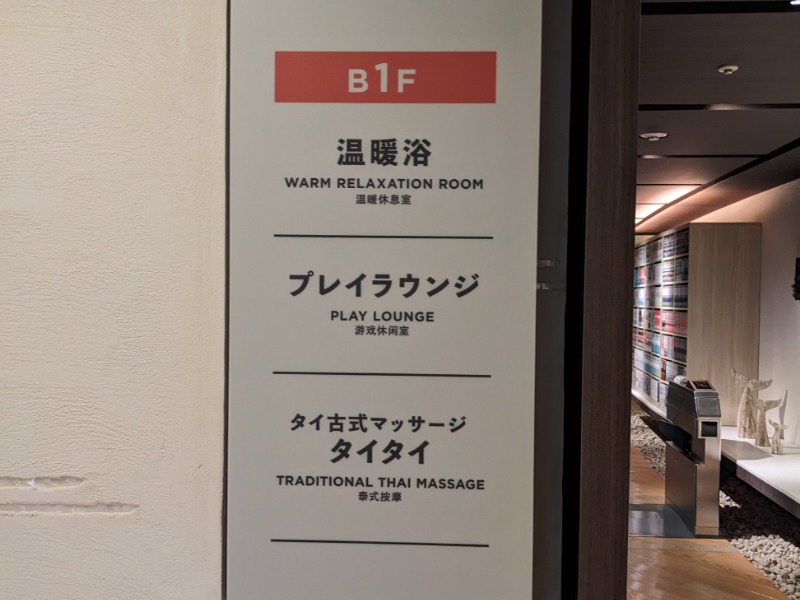 B1F
温暖浴
WARM RELAXATION ROOM
温暖休息室
プレイラウンジ
PLAY LOUNGE
游戏休闲室
タイ古式マッサージ
タイタイ
TRADITIONAL THAI MASSAGE
泰式按摩